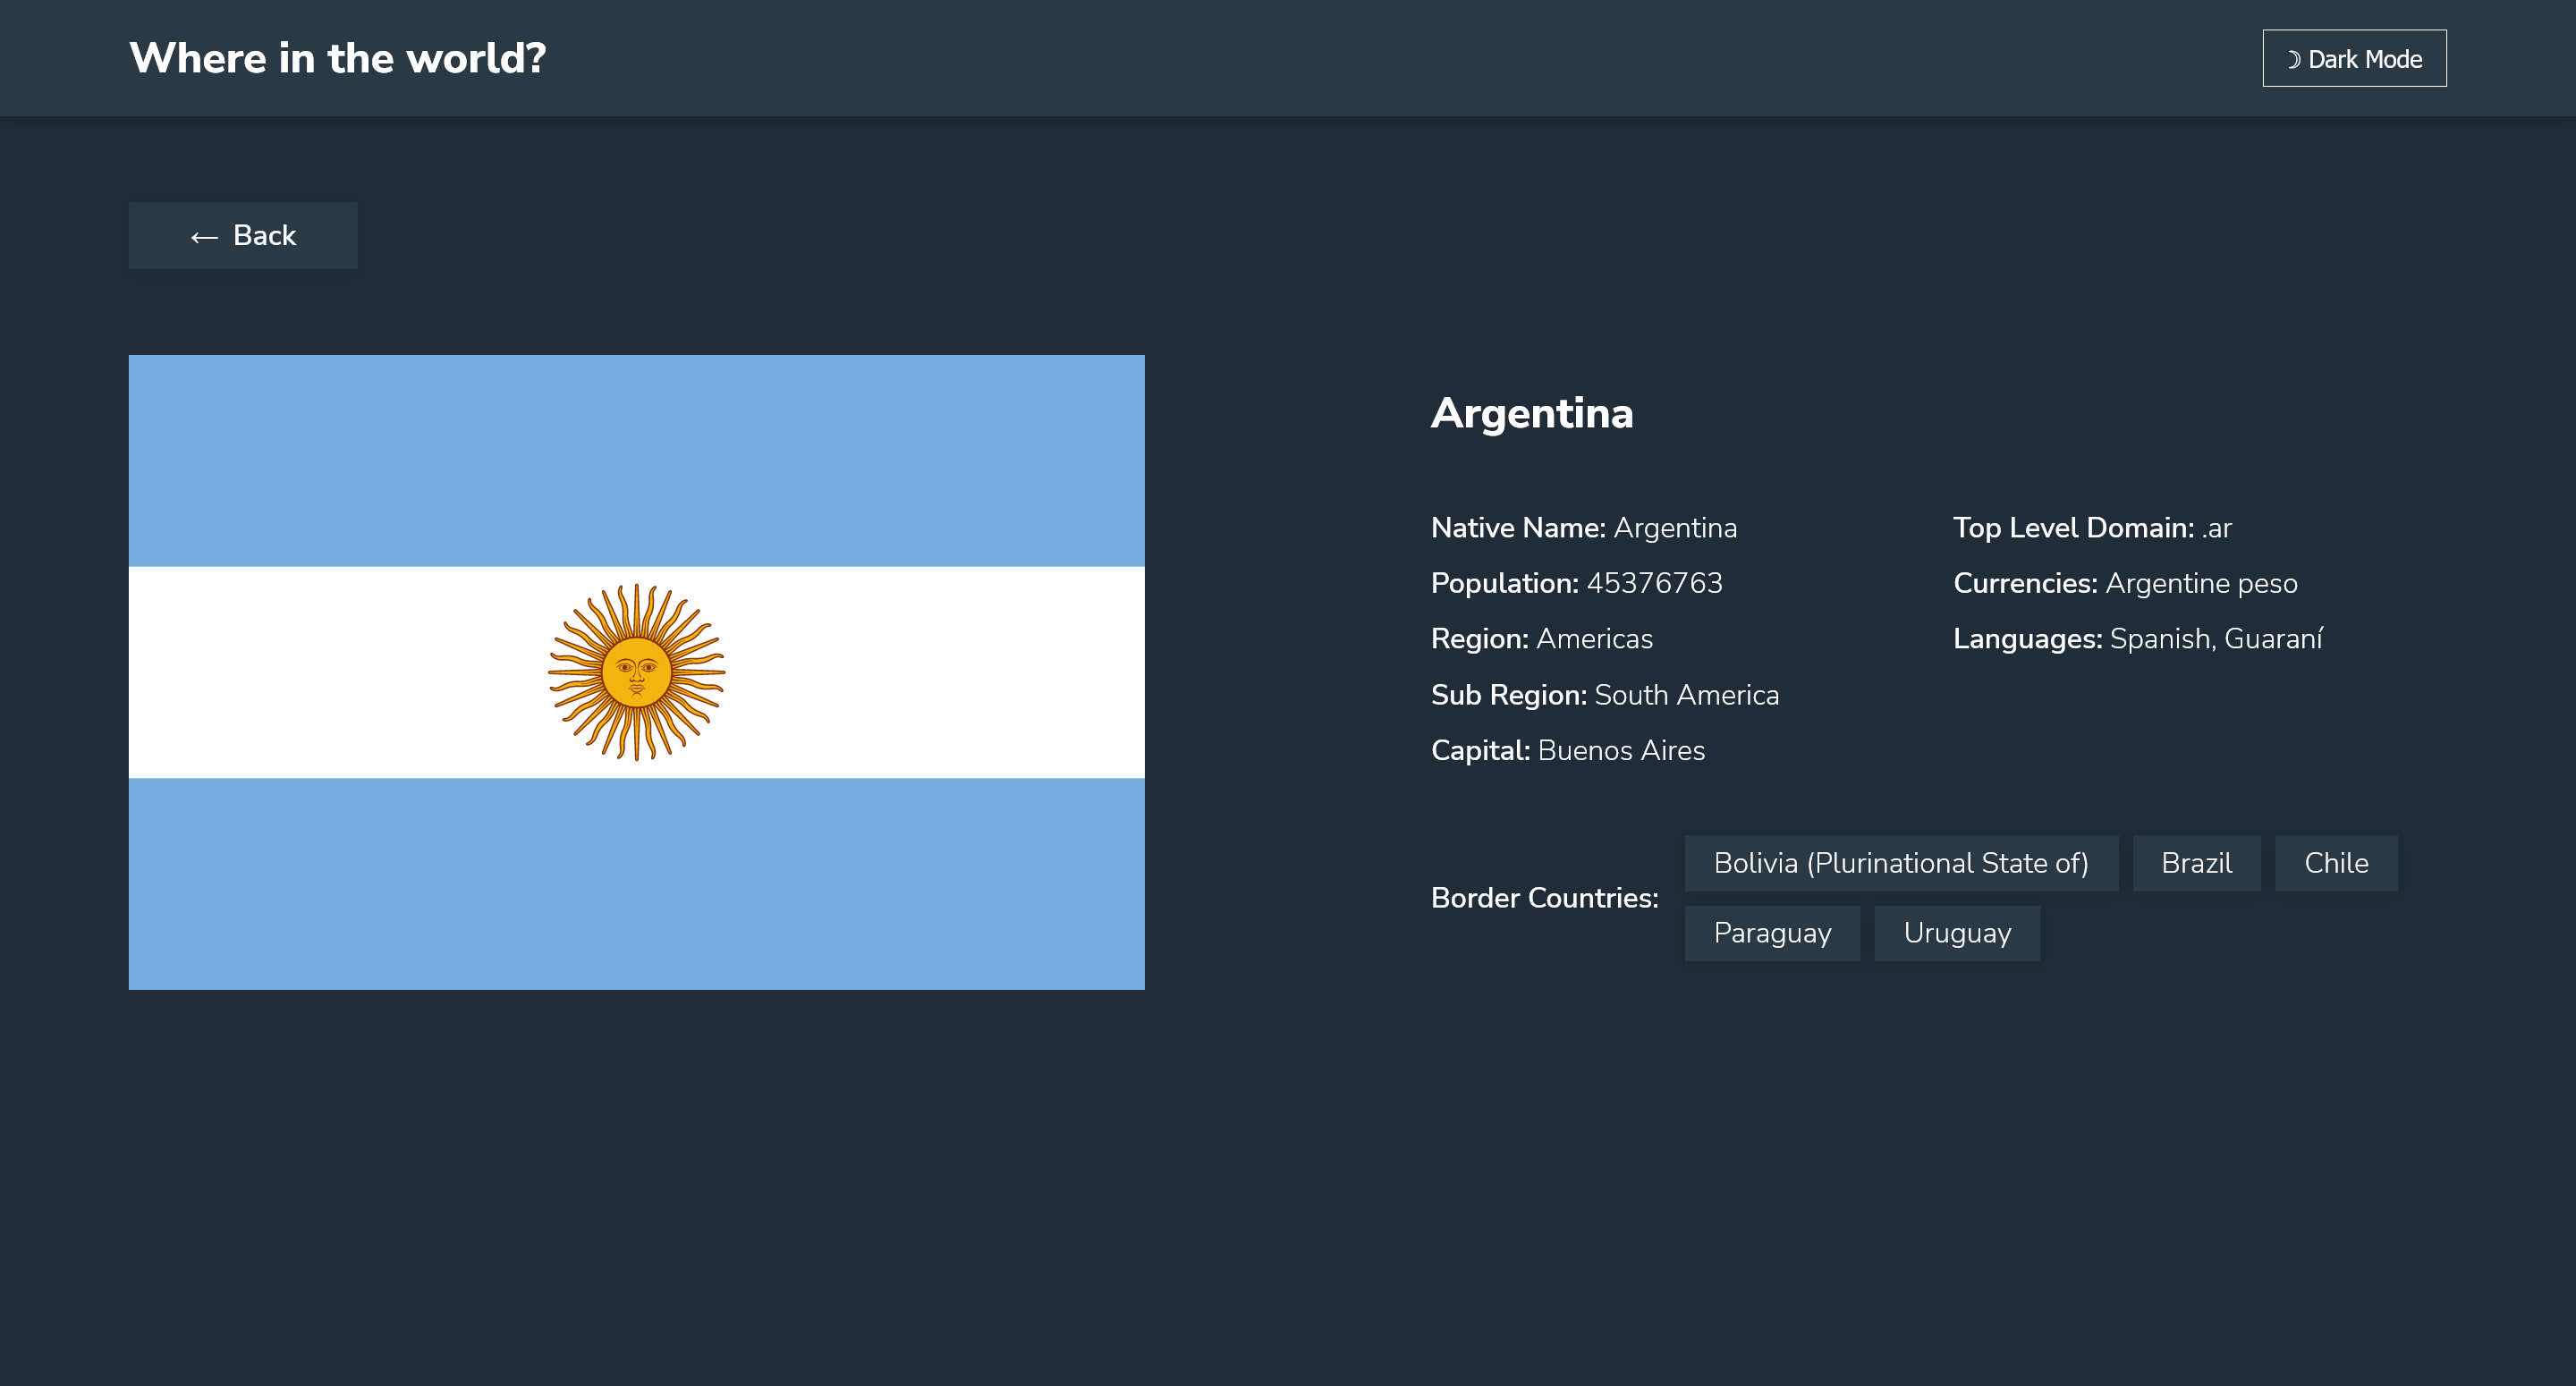 Where in the world?
☽ Dark Mode
← Back
Argentina
Native Name: Argentina
Population: 45376763
Region: Americas
Sub Region: South America
Capital: Buenos Aires
Top Level Domain: .ar
Currencies: Argentine peso
Languages: Spanish, Guaraní
Border Countries:
Bolivia (Plurinational State of) Brazil Chile
Paraguay Uruguay